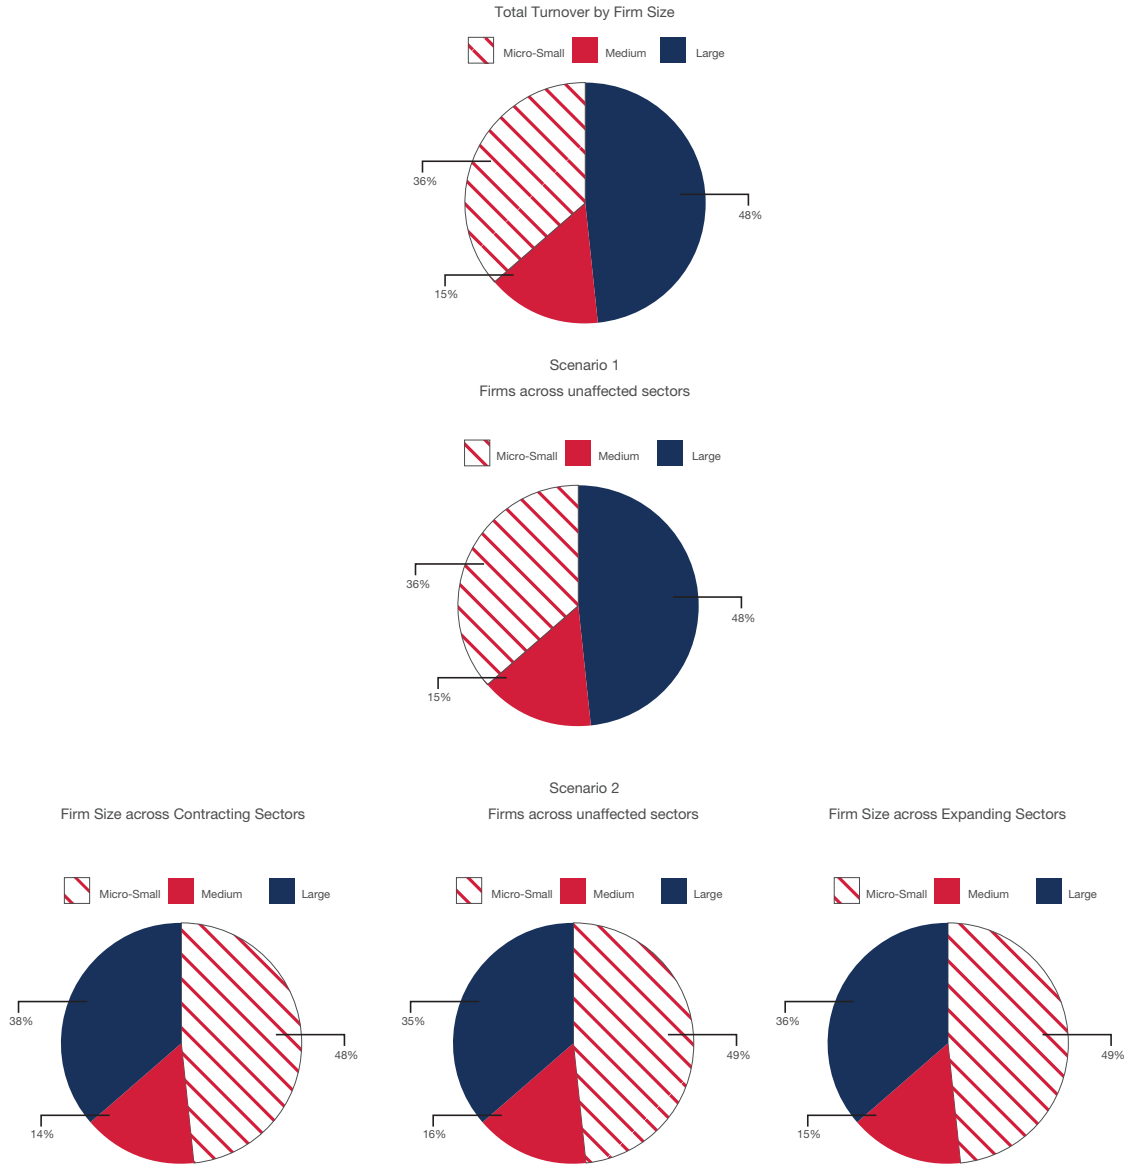 Total Turnover by Firm Size
Micro-Small Medium Large
36%
48%
15%
Scenario 1
Firms across unaffected sectors
Micro-Small Medium Large
36%
48%
15%
Scenario 2
Firm Size across Contracting Sectors
Micro-Small Medium Large
38%
48%
14%
Firms across unaffected sectors
Micro-Small Medium Large
35%
49%
16%
Firm Size across Expanding Sectors
Micro-Small Medium Large
36%
49%
15%